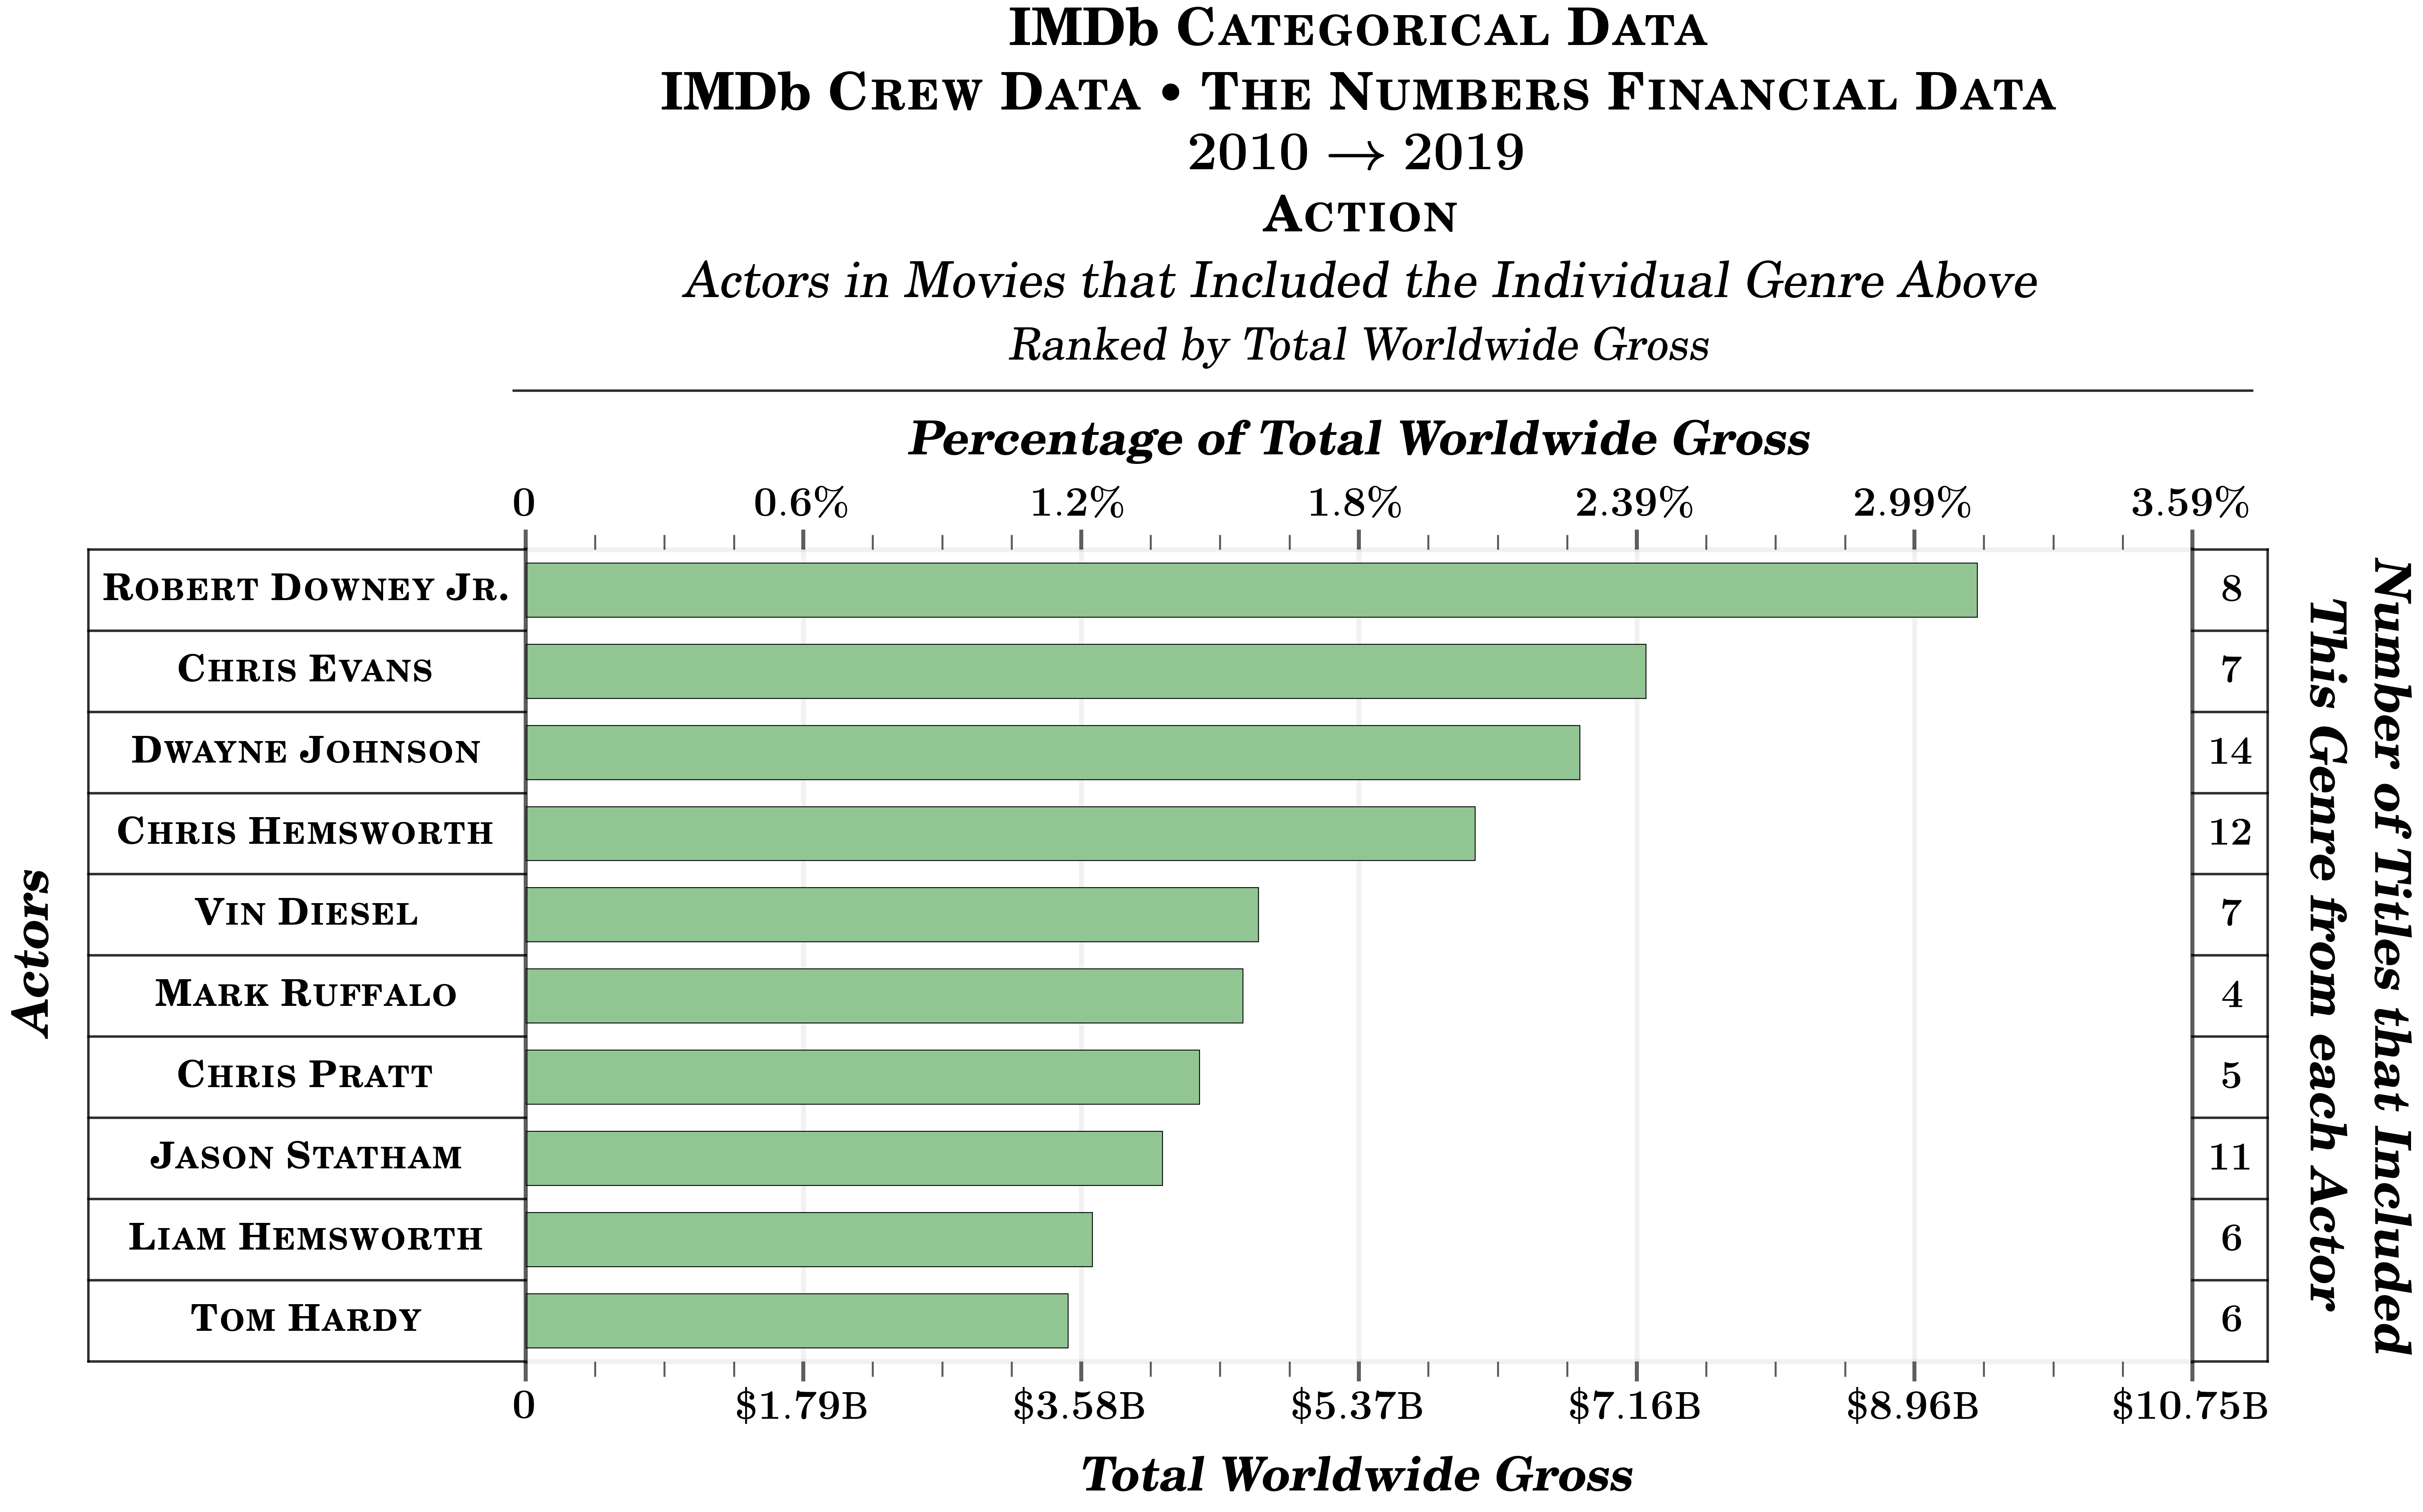 IMDb Categorical Data
IMDb Crew Data • The Numbers Financial Data
2010 → 2019
Action
Actors in Movies that Included the Individual Genre Above
Ranked by Total Worldwide Gross
Percentage of Total Worldwide Gross
0 0.6% 1.2% 1.8% 2.39% 2.99% 3.59%
Actors
Robert Downey Jr. 8
Chris Evans 7
Dwayne Johnson 14
Chris Hemsworth 12
Vin Diesel 7
Mark Ruffalo 4
Chris Pratt 5
Jason Statham 11
Liam Hemsworth 6
Tom Hardy 6
Number of Titles that Included
This Genre from each Actor
0 $1.79B $3.58B $5.37B $7.16B $8.96B $10.75B
Total Worldwide Gross